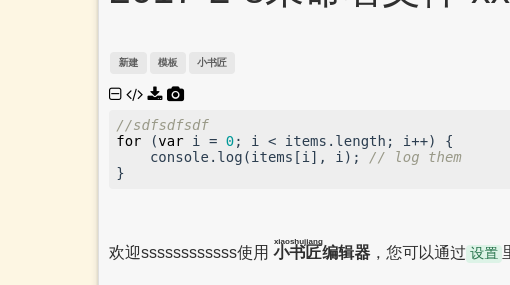 新建 模板 小书匠
//sdfsdfsdf
for (var i = 0; i < items.length; i++) {
    console.log(items[i], i); // log them
}
xiaoshujiang
欢迎ssssssssssss使用 小书匠编辑器，您可以通过 设置